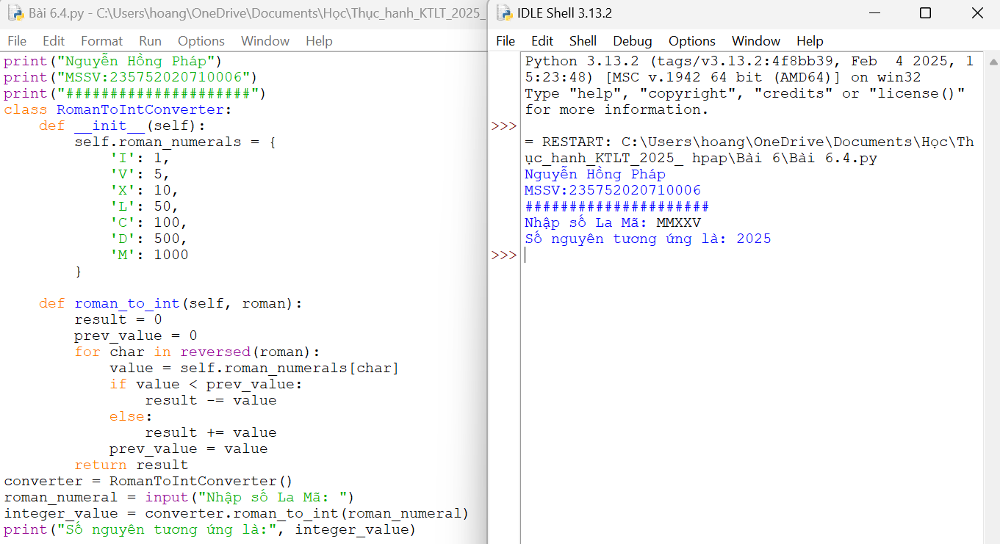 Bài 6.4.py - C:\Users\hoang\OneDrive\Documents\Học\Thục_hanh_KTLT_2025_
File Edit Format Run Options Window Help
print("Nguyễn Hồng Pháp")
print("MSSV:235752020710006")
print("#####################")
class RomanToIntConverter:
    def __init__(self):
        self.roman_numerals = {
            'I': 1,
            'V': 5,
            'X': 10,
            'L': 50,
            'C': 100,
            'D': 500,
            'M': 1000
        }
    def roman_to_int(self, roman):
        result = 0
        prev_value = 0
        for char in reversed(roman):
            value = self.roman_numerals[char]
            if value < prev_value:
                result -= value
            else:
                result += value
            prev_value = value
        return result
converter = RomanToIntConverter()
roman_numeral = input("Nhập số La Mã: ")
integer_value = converter.roman_to_int(roman_numeral)
print("Số nguyên tương ứng là:", integer_value)
IDLE Shell 3.13.2
File Edit Shell Debug Options Window Help
Python 3.13.2 (tags/v3.13.2:4f8bb39, Feb  4 2025, 1
5:23:48) [MSC v.1942 64 bit (AMD64)] on win32
Type "help", "copyright", "credits" or "license()"
for more information.
>>>
= RESTART: C:\Users\hoang\OneDrive\Documents\Học\Th
ục_hanh_KTLT_2025_ hpap\Bài 6\Bài 6.4.py
Nguyễn Hồng Pháp
MSSV:235752020710006
#####################
Nhập số La Mã: MMXXV
Số nguyên tương ứng là: 2025
>>>